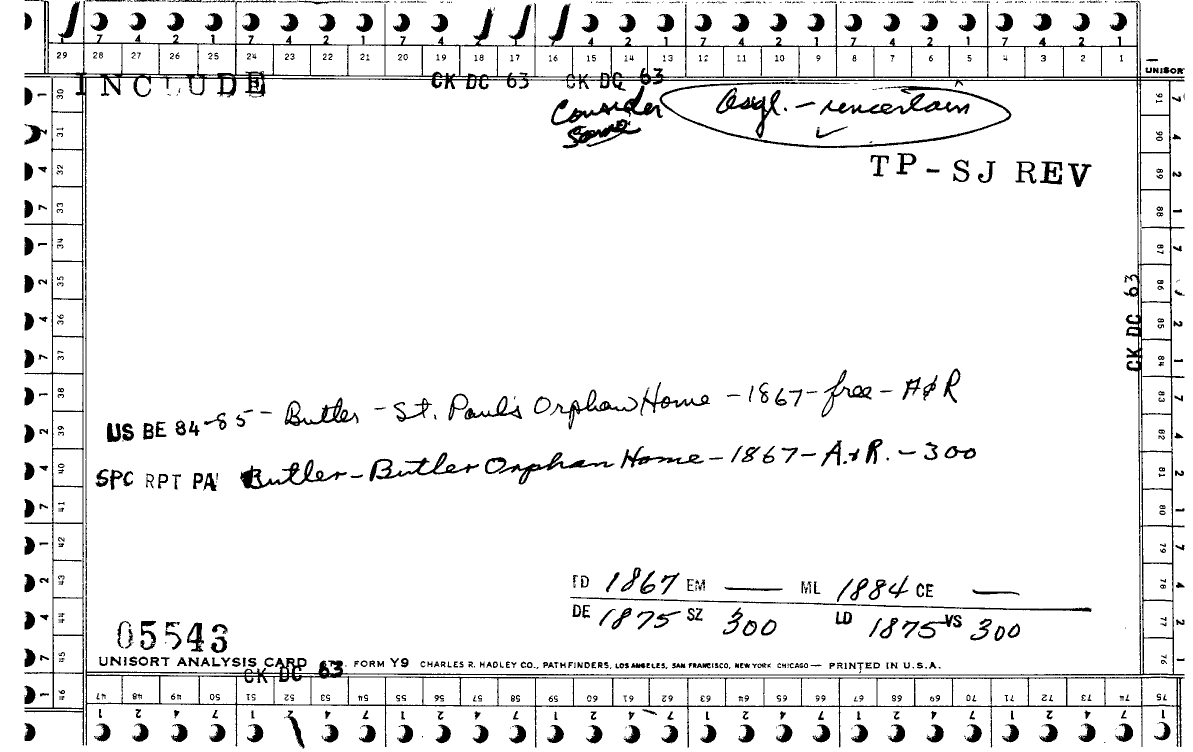 7 4 2 1 7 4 2 1 7 4 2 1 7 4 2 1 7 4 2 1 7 4 2 1
29 28 27 26 25 24 23 22 21 20 19 18 17 16 15 14 13 12 11 10 9 8 7 6 5 4 3 2 1
UNISORT
INCLUDE
CK DC 63 CK DC 63
Consider
Same
Asgl. - uncertain
TP-SJ REV
CK DC 63
US BE 84-85 - Butler - St. Paul's Orphan Home - 1867 - free - A&R
SPC RPT PA Butler - Butler Orphan Home - 1867 - A.&R. - 300
FD 1867 EM — ML 1884 CE —
DE 1875 SZ 300 LD 1875 VS 300
05543
UNISORT ANALYSIS CARD FORM Y9 CHARLES R. HADLEY CO., PATHFINDERS, LOS ANGELES, SAN FRANCISCO, NEW YORK CHICAGO — PRINTED IN U.S.A.
CK DC 63
30 31 32 33 34 35 36 37 38 39 40 41 42 43 44 45 46
91 90 89 88 87 86 85 84 83 82 81 80 79 78 77 76
47 48 49 50 51 52 53 54 55 56 57 58 59 60 61 62 63 64 65 66 67 68 69 70 71 72 73 74 75